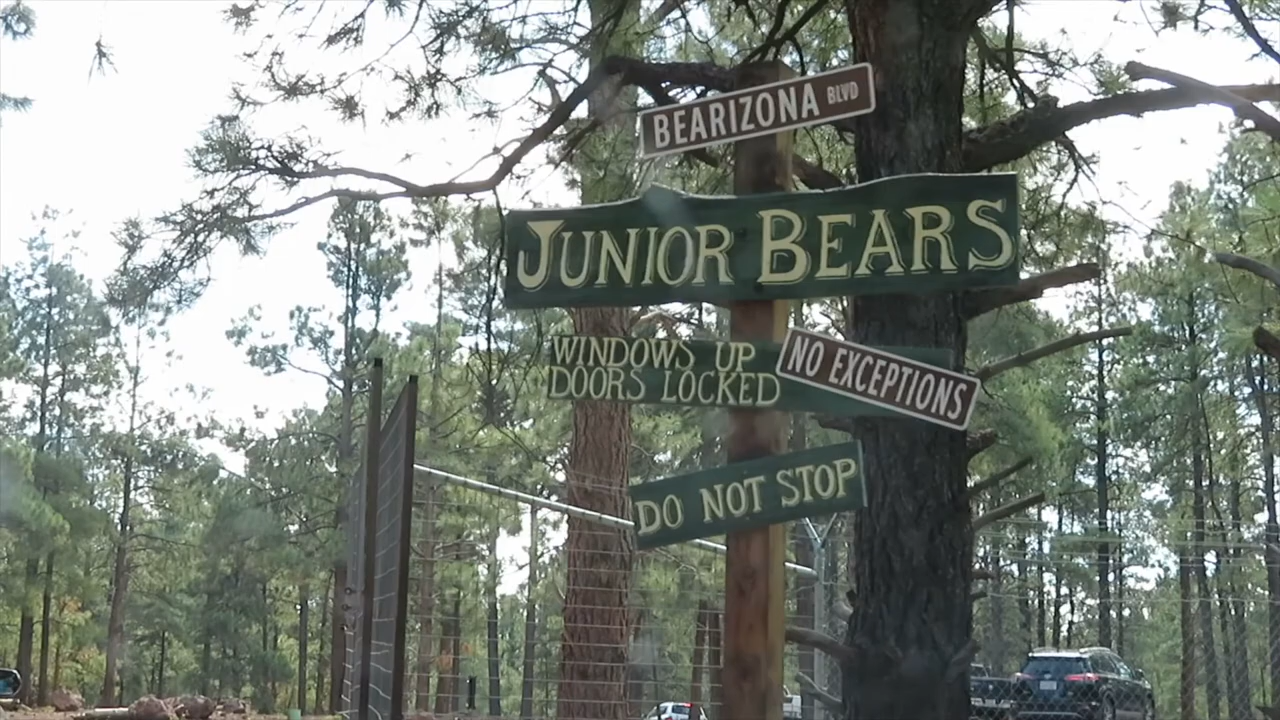 BEARIZONA BLVD
JUNIOR BEARS
WINDOWS UP
DOORS LOCKED
NO EXCEPTIONS
DO NOT STOP